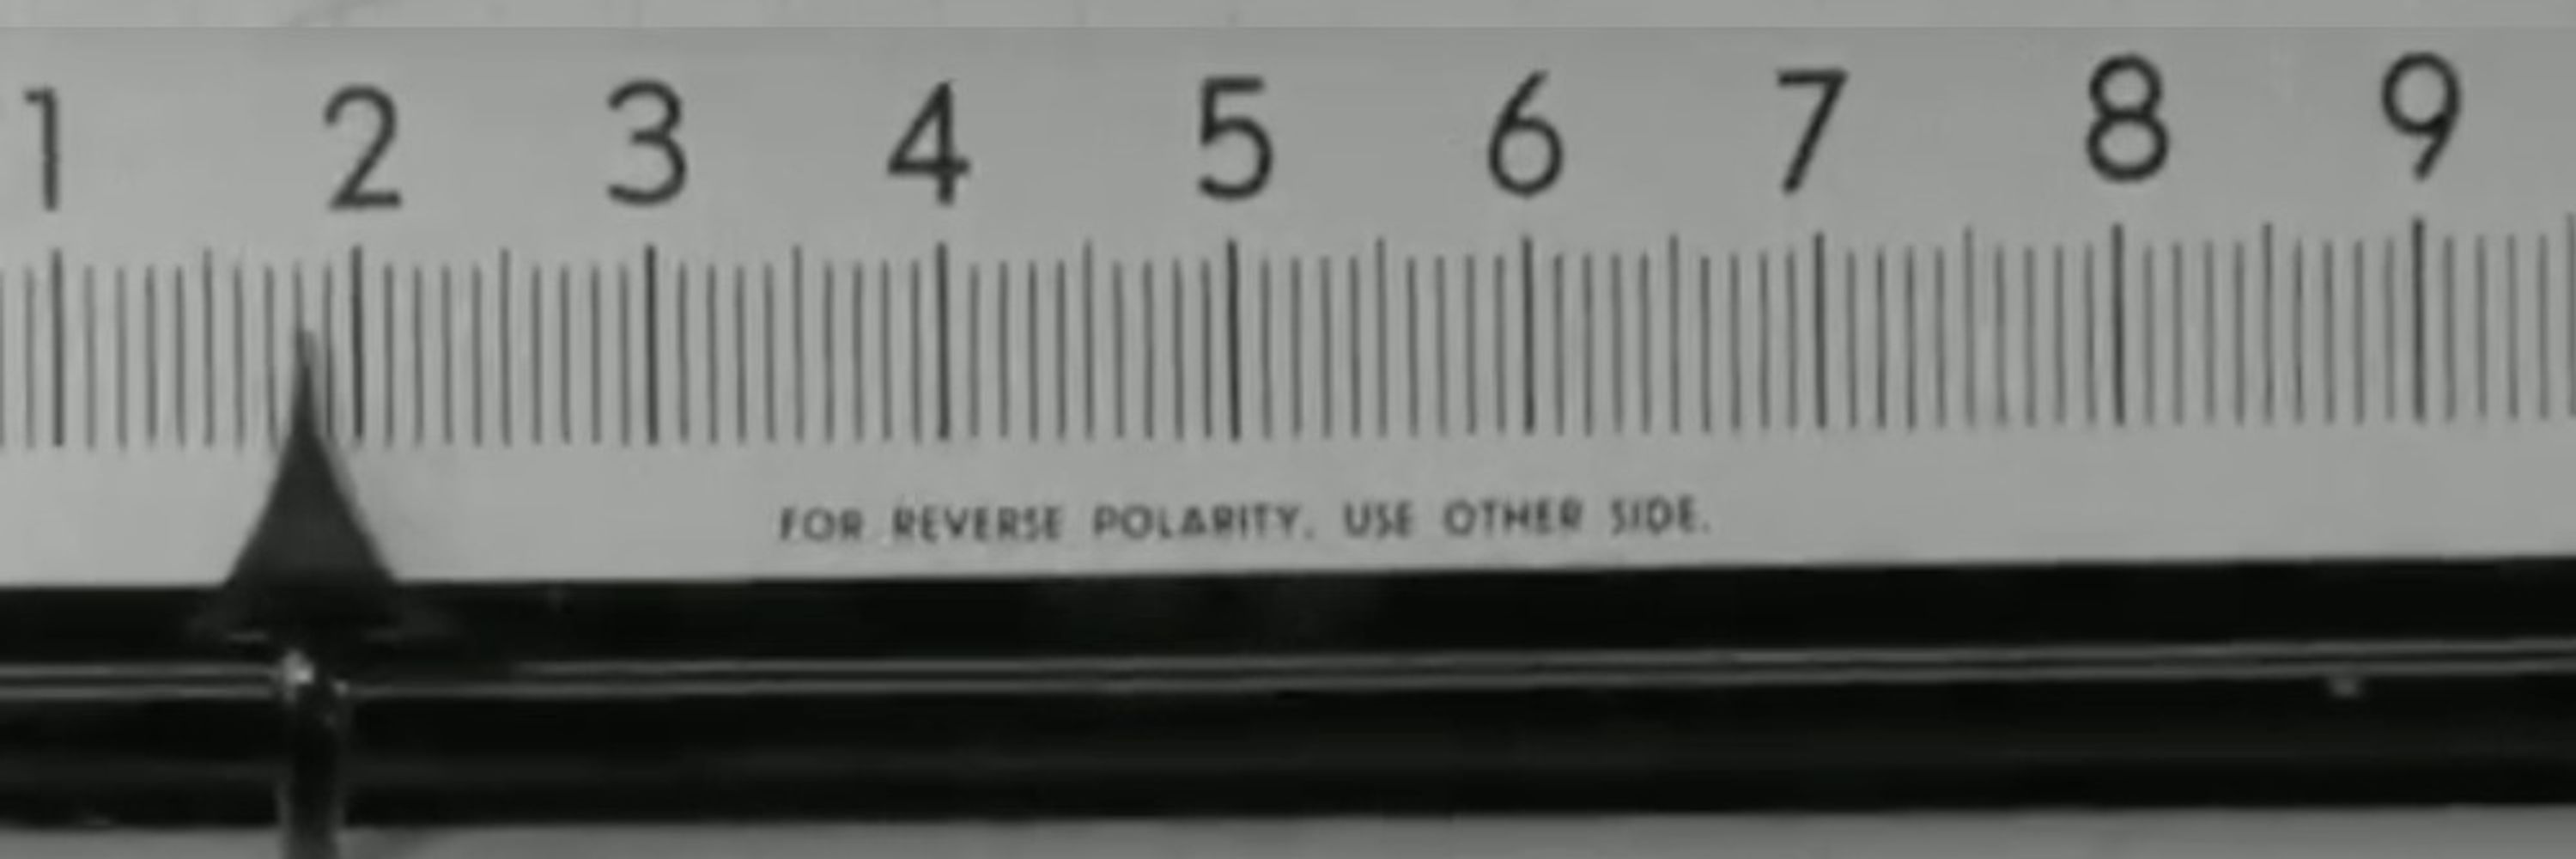 1 2 3 4 5 6 7 8 9
FOR REVERSE POLARITY, USE OTHER SIDE.